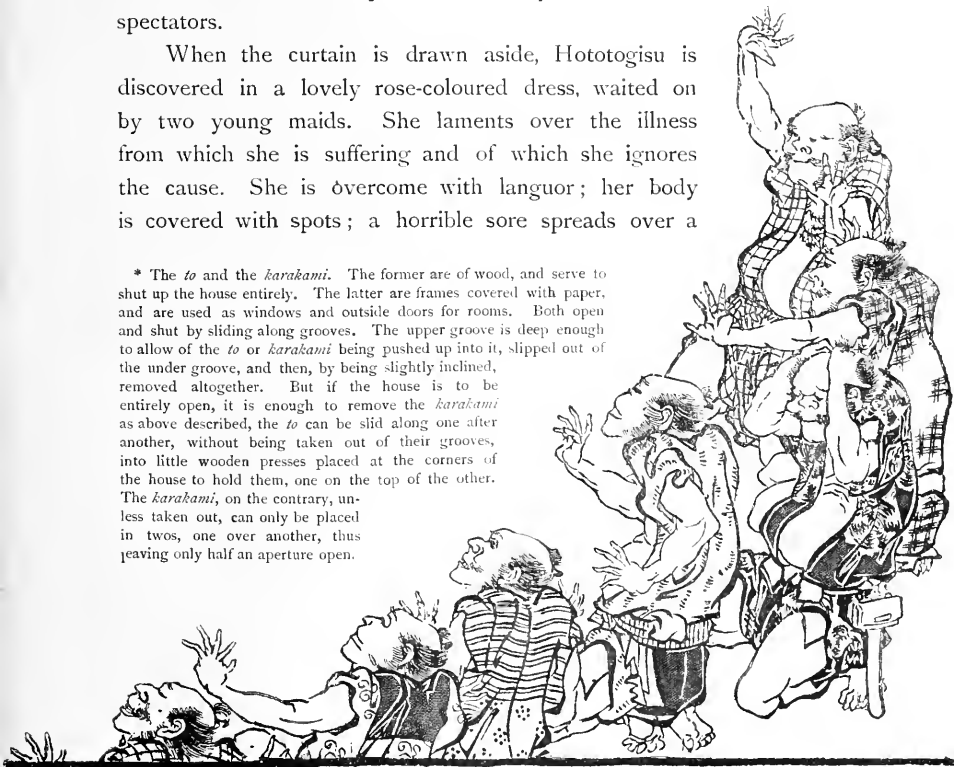 spectators.
When the curtain is drawn aside, Hototogisu is
discovered in a lovely rose-coloured dress, waited on
by two young maids. She laments over the illness
from which she is suffering and of which she ignores
the cause. She is overcome with languor; her body
is covered with spots; a horrible sore spreads over a
* The to and the karakami. The former are of wood, and serve to
shut up the house entirely. The latter are frames covered with paper,
and are used as windows and outside doors for rooms. Both open
and shut by sliding along grooves. The upper groove is deep enough
to allow of the to or karakami being pushed up into it, slipped out of
the under groove, and then, by being slightly inclined,
removed altogether. But if the house is to be
entirely open, it is enough to remove the karakami
as above described, the to can be slid along one after
another, without being taken out of their grooves,
into little wooden presses placed at the corners of
the house to hold them, one on the top of the other.
The karakami, on the contrary, un-
less taken out, can only be placed
in twos, one over another, thus
leaving only half an aperture open.